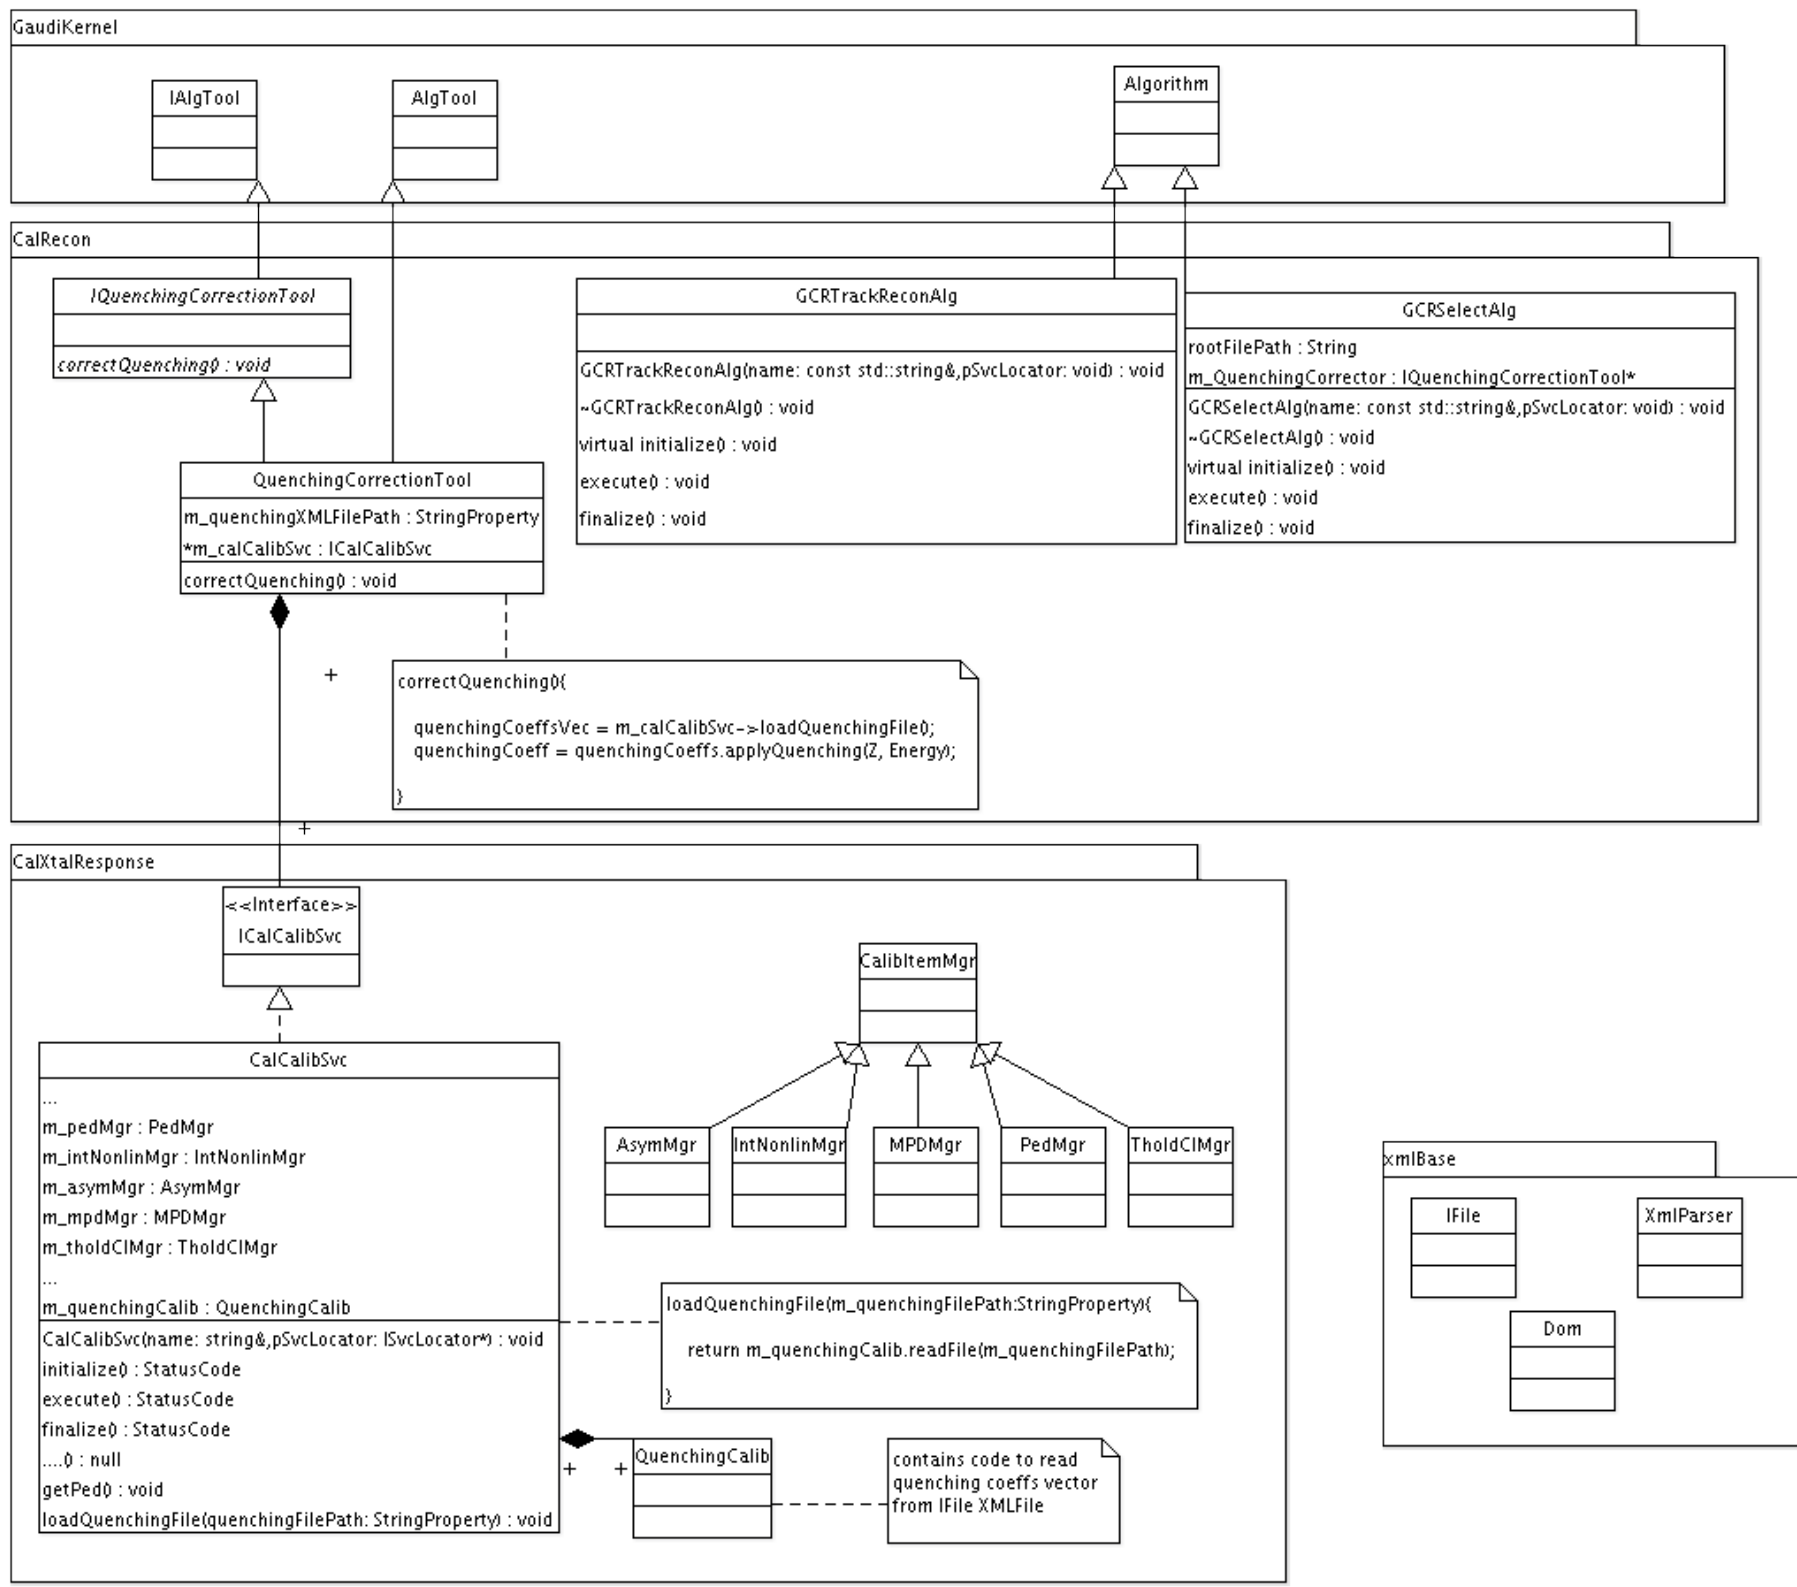 GaudiKernel
IAlgTool
AlgTool
Algorithm
CalRecon
IQuenchingCorrectionTool
correctQuenching() : void
GCRTrackReconAlg
GCRTrackReconAlg(name: const std::string&,pSvcLocator: void) : void
~GCRTrackReconAlg() : void
virtual initialize() : void
execute() : void
finalize() : void
GCRSelectAlg
rootFilePath : String
m_QuenchingCorrector : IQuenchingCorrectionTool*
GCRSelectAlg(name: const std::string&,pSvcLocator: void) : void
~GCRSelectAlg() : void
virtual initialize() : void
execute() : void
finalize() : void
QuenchingCorrectionTool
m_quenchingXMLFilePath : StringProperty
*m_calCalibSvc : ICalCalibSvc
correctQuenching() : void
+
correctQuenching(){
quenchingCoeffsVec = m_calCalibSvc->loadQuenchingFile();
quenchingCoeff = quenchingCoeffs.applyQuenching(Z, Energy);
}
+
CalXtalResponse
<<Interface>>
ICalCalibSvc
CalibItemMgr
AsymMgr
IntNonlinMgr
MPDMgr
PedMgr
TholdCIMgr
CalCalibSvc
...
m_pedMgr : PedMgr
m_intNonlinMgr : IntNonlinMgr
m_asymMgr : AsymMgr
m_mpdMgr : MPDMgr
m_tholdCIMgr : TholdCIMgr
...
m_quenchingCalib : QuenchingCalib
CalCalibSvc(name: string&,pSvcLocator: ISvcLocator*) : void
initialize() : StatusCode
execute() : StatusCode
finalize() : StatusCode
....() : null
getPed() : void
loadQuenchingFile(quenchingFilePath: StringProperty) : void
loadQuenchingFile(m_quenchingFilePath:StringProperty){
return m_quenchingCalib.readFile(m_quenchingFilePath);
}
+
+
QuenchingCalib
contains code to read
quenching coeffs vector
from IFile XMLFile
xmlBase
IFile
XmlParser
Dom